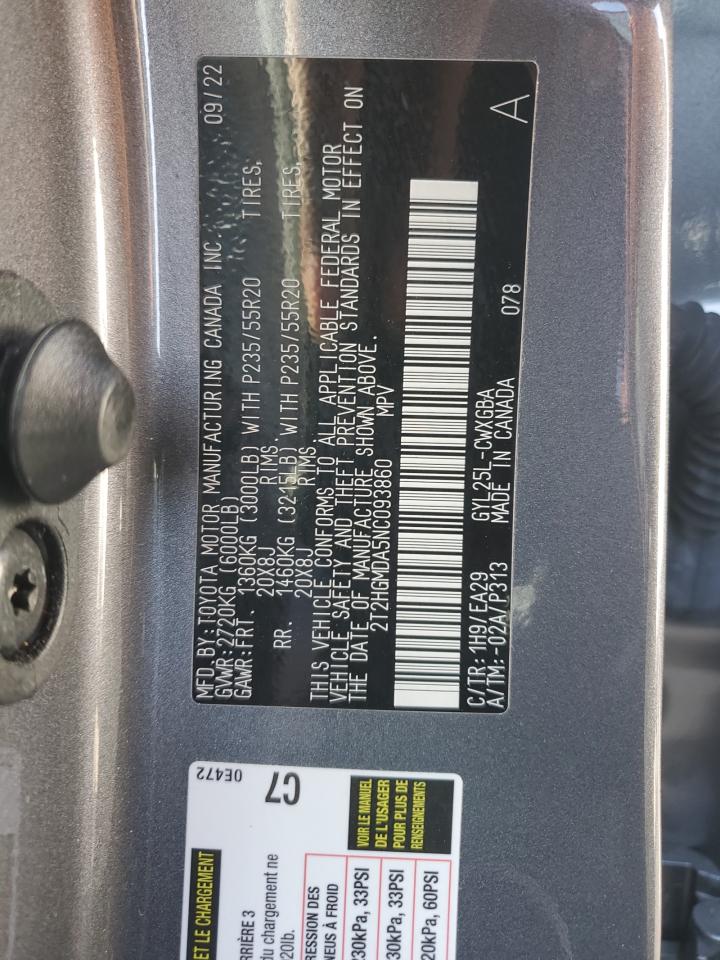 MFD.BY:TOYOTA MOTOR MANUFACTURING CANADA INC. 09/22
GVWR:2720KG (6000LB)
GAWR:FRT. 1360KG (3000LB) WITH P235/55R20 TIRES,
20X8J RIMS.
RR. 1460KG (3215LB) WITH P235/55R20 TIRES,
20X8J RIMS.
THIS VEHICLE CONFORMS TO ALL APPLICABLE FEDERAL MOTOR
VEHICLE SAFETY AND THEFT PREVENTION STANDARDS IN EFFECT ON
THE DATE OF MANUFACTURE SHOWN ABOVE.
2T2HGMDA5NC093860 MPV
C/TR:1H9/EA29 GYL25L-CWXGBA 078
A/TM:-02A/P313 MADE IN CANADA A
0E472
C7
ET LE CHARGEMENT
VOIR LE MANUEL
DE L'USAGER
POUR PLUS DE
RENSEIGNEMENTS
RRIÈRE 3
du chargement ne
20lb.
RESSION DES
NEUS À FROID
230kPa, 33PSI
230kPa, 33PSI
420kPa, 60PSI